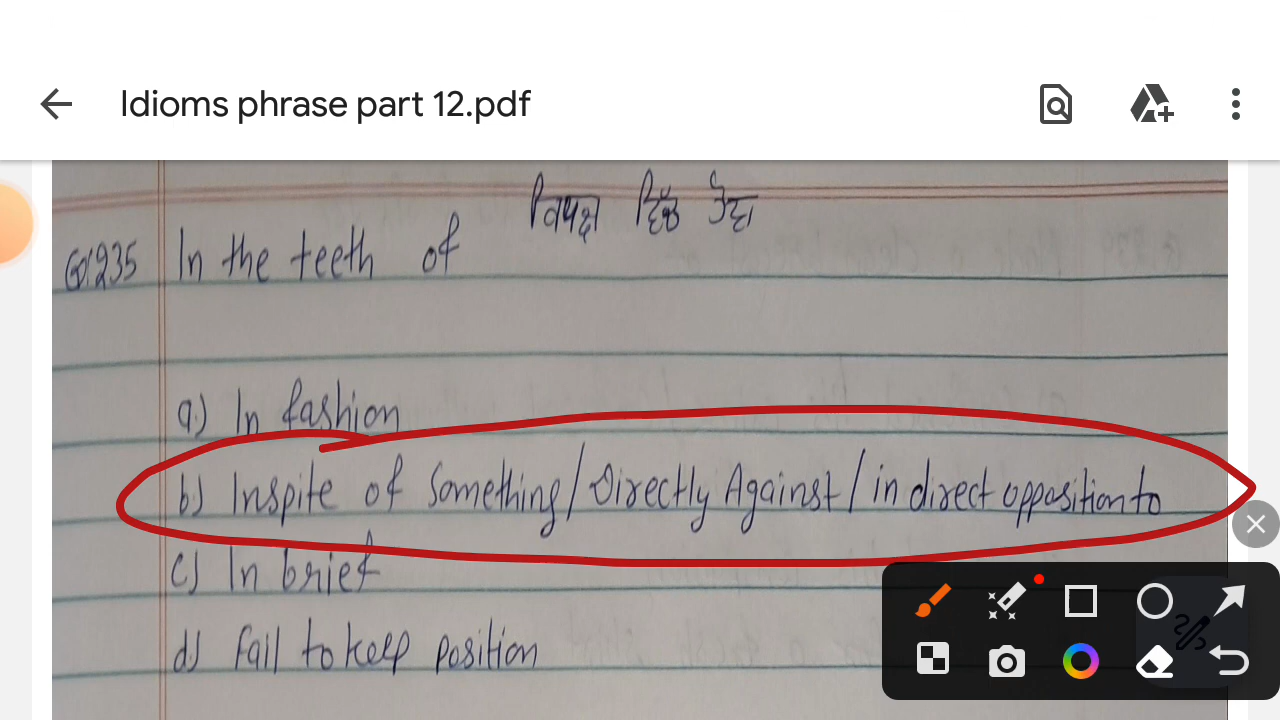 Idioms phrase part 12.pdf
Q.235 In the teeth of
a.) In fashion
b) Inspite of Something/Directly Against/in direct opposition to
c) In brief
d) Fail to keep position